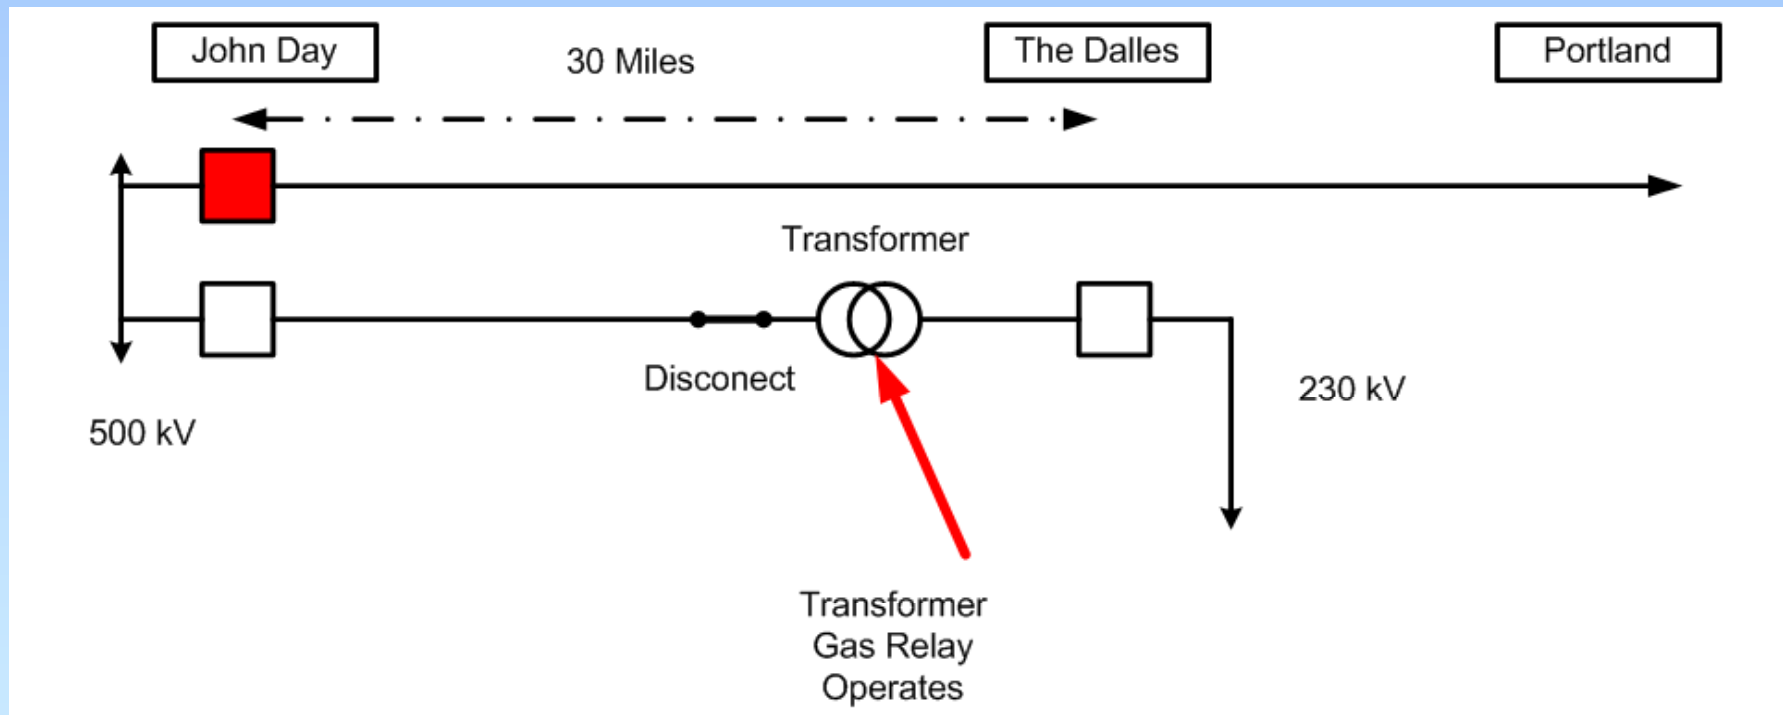 John Day
30 Miles
The Dalles
Portland
Transformer
Disconect
500 kV
230 kV
Transformer
Gas Relay
Operates